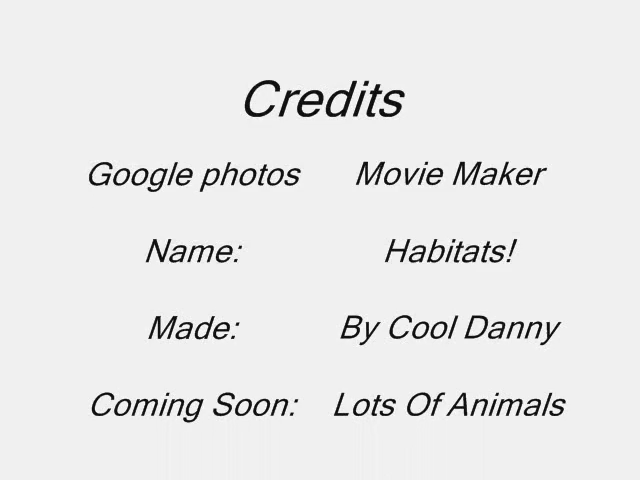 Credits
Google photos Movie Maker
Name: Habitats!
Made: By Cool Danny
Coming Soon: Lots Of Animals